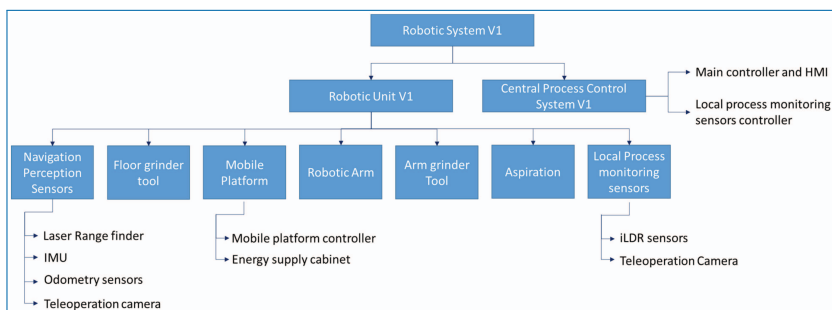 Robotic System V1
Robotic Unit V1
Central Process Control
System V1
Main controller and HMI
Local process monitoring
sensors controller
Navigation
Perception
Sensors
Floor grinder
tool
Mobile
Platform
Robotic Arm
Arm grinder
Tool
Aspiration
Local Process
monitoring
sensors
Laser Range finder
IMU
Odometry sensors
Teleoperation camera
Mobile platform controller
Energy supply cabinet
iLDR sensors
Teleoperation Camera